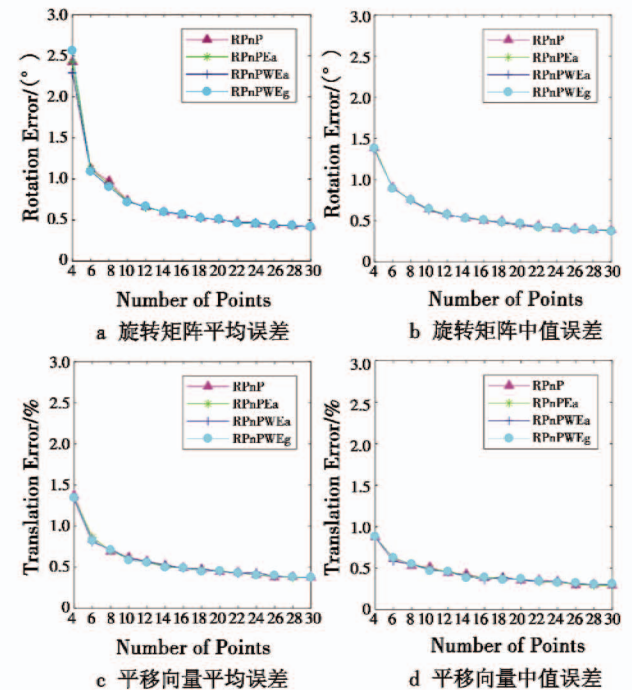 3.0
2.5
2.0
1.5
1.0
0.5
0
Rotation Error/(°)
RPnP
RPnPEa
RPnPWEa
RPnPWEg
4 6 8 10 12 14 16 18 20 22 24 26 28 30
Number of Points
a 旋转矩阵平均误差
3.0
2.5
2.0
1.5
1.0
0.5
0
Rotation Error/(°)
RPnP
RPnPEa
RPnPWEa
RPnPWEg
4 6 8 10 12 14 16 18 20 22 24 26 28 30
Number of Points
b 旋转矩阵中值误差
3.0
2.5
2.0
1.5
1.0
0.5
0
Translation Error/%
RPnP
RPnPEa
RPnPWEa
RPnPWEg
4 6 8 10 12 14 16 18 20 22 24 26 28 30
Number of Points
c 平移向量平均误差
3.0
2.5
2.0
1.5
1.0
0.5
0
Translation Error/%
RPnP
RPnPEa
RPnPWEa
RPnPWEg
4 6 8 10 12 14 16 18 20 22 24 26 28 30
Number of Points
d 平移向量中值误差